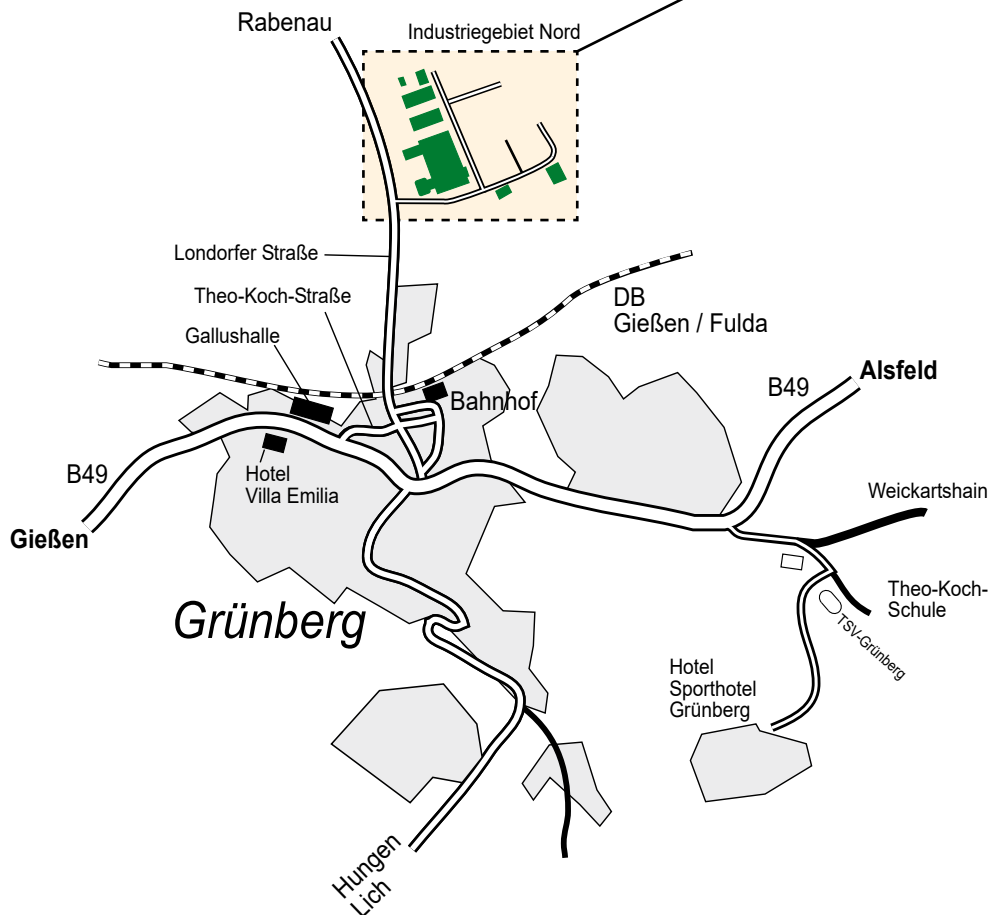 Rabenau
Industriegebiet Nord
Londorfer Straße
Theo-Koch-Straße
Gallushalle
DB
Gießen / Fulda
Bahnhof
B49
Alsfeld
B49
Gießen
Hotel
Villa Emilia
Weickartshain
Theo-Koch-
Schule
TSV-Grünberg
Grünberg
Hotel
Sporthotel
Grünberg
Hungen
Lich